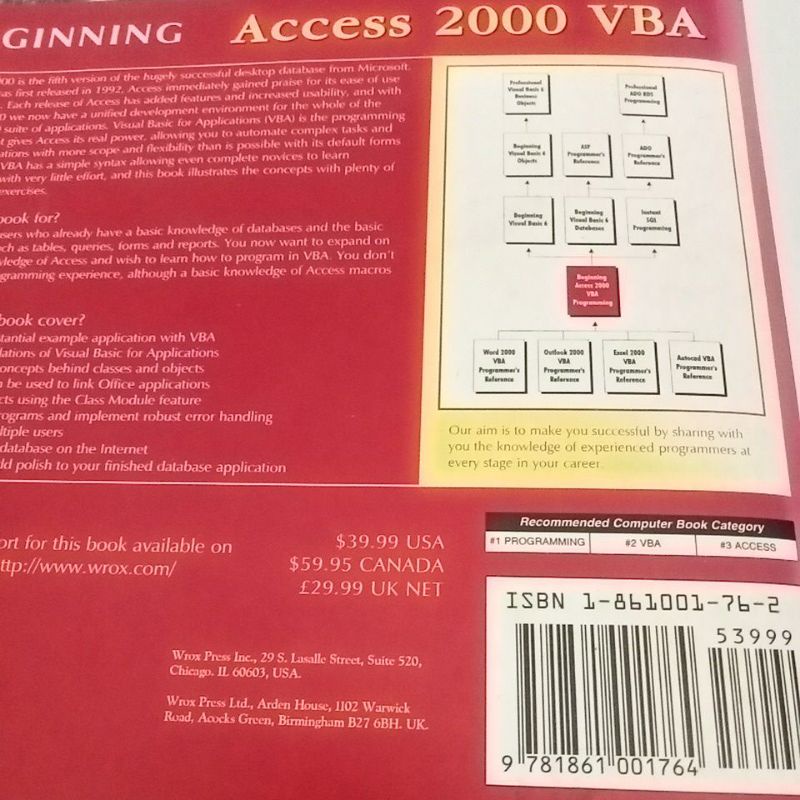 GINNING Access 2000 VBA
00 is the fifth version of the hugely successful desktop database from Microsoft.
as first released in 1992. Access immediately gained praise for its ease of use
. Each release of Access has added features and increased usability, and with
0 we now have a unified development environment for the whole of the
suite of applications. Visual Basic for Applications (VBA) is the programming
t gives Access its real power, allowing you to automate complex tasks and
ations with more scope and flexibility than is possible with its default forms
VBA has a simple syntax allowing even complete novices to learn
with very little effort, and this book illustrates the concepts with plenty of
exercises.
book for?
sers who already have a basic knowledge of databases and the basic
ch as tables, queries, forms and reports. You now want to expand on
ledge of Access and wish to learn how to program in VBA. You don't
gramming experience, although a basic knowledge of Access macros
book cover?
tantial example application with VBA
lations of Visual Basic for Applications
oncepts behind classes and objects
n be used to link Office applications
cts using the Class Module feature
rograms and implement robust error handling
ltiple users
database on the Internet
dd polish to your finished database application
Professional
Visual Basic 6
Business
Objects
Professional
ADO RDS
Programming
Beginning
Visual Basic 6
Objects
ASP
Programmer's
Reference
ADO
Programmer's
Reference
Beginning
Visual Basic 6
Beginning
Visual Basic 6
Databases
Instant
SQL
Programming
Beginning
Access 2000
VBA
Programming
Word 2000
VBA
Programmer's
Reference
Outlook 2000
VBA
Programmer's
Reference
Excel 2000
VBA
Programmer's
Reference
Autocad VBA
Programmer's
Reference
Our aim is to make you successful by sharing with
you the knowledge of experienced programmers at
every stage in your career.
ort for this book available on
ttp://www.wrox.com/
$39.99 USA
$59.95 CANADA
£29.99 UK NET
Wrox Press Inc., 29 S. Lasalle Street, Suite 520,
Chicago. IL 60603, USA.
Wrox Press Ltd., Arden House, 1102 Warwick
Road, Acocks Green, Birmingham B27 6BH. UK.
Recommended Computer Book Category
#1 PROGRAMMING #2 VBA #3 ACCESS
ISBN 1-861001-76-2
53999
9 781861 001764